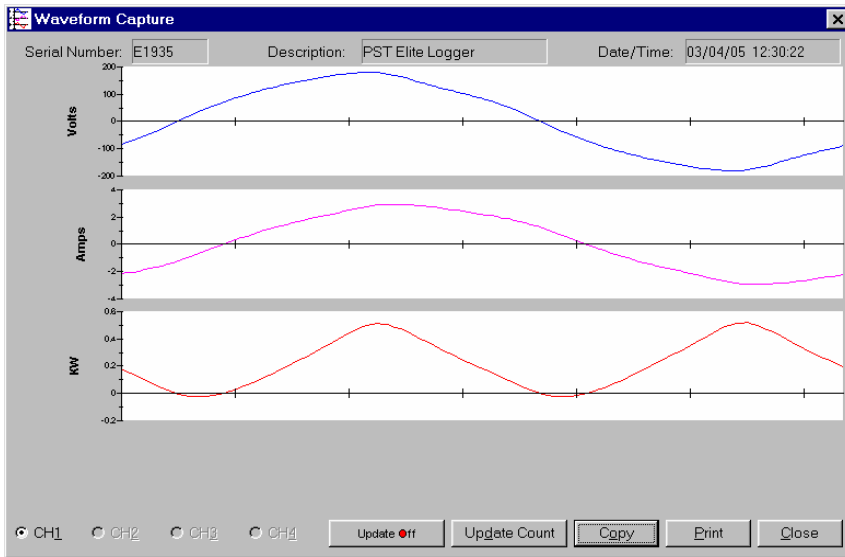 Waveform Capture
Serial Number: E1935 Description: PST Elite Logger Date/Time: 03/04/05 12:30:22
Volts
200
100
0
-100
-200
Amps
4
2
0
-2
-4
KW
0.6
0.4
0.2
0
-0.2
CH1 CH2 CH3 CH4 Update Off Update Count Copy Print Close